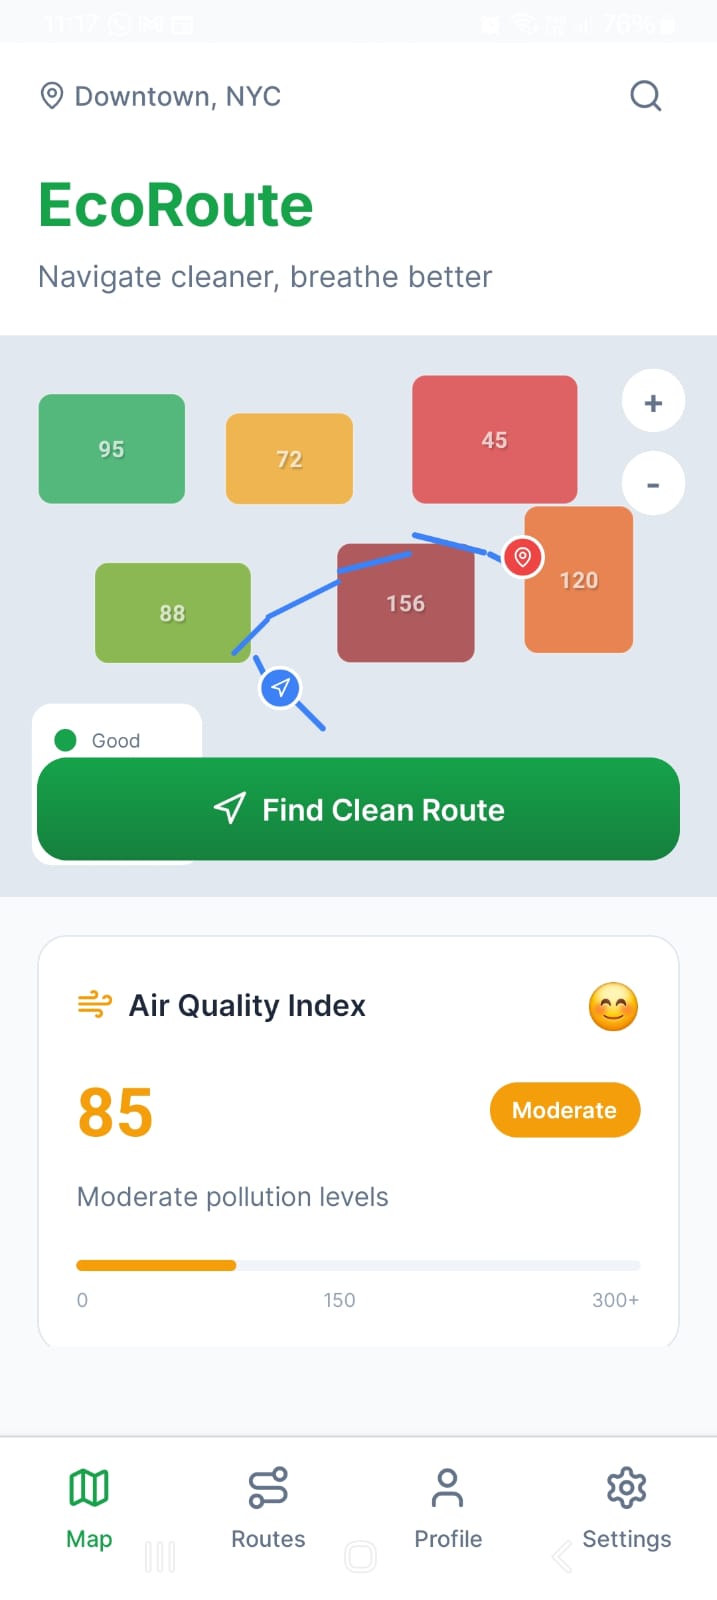 11:17
76%
Downtown, NYC
EcoRoute
Navigate cleaner, breathe better
+
-
95
72
45
88
156
120
Good
Find Clean Route
Air Quality Index
85
Moderate
Moderate pollution levels
0 150 300+
Map Routes Profile Settings